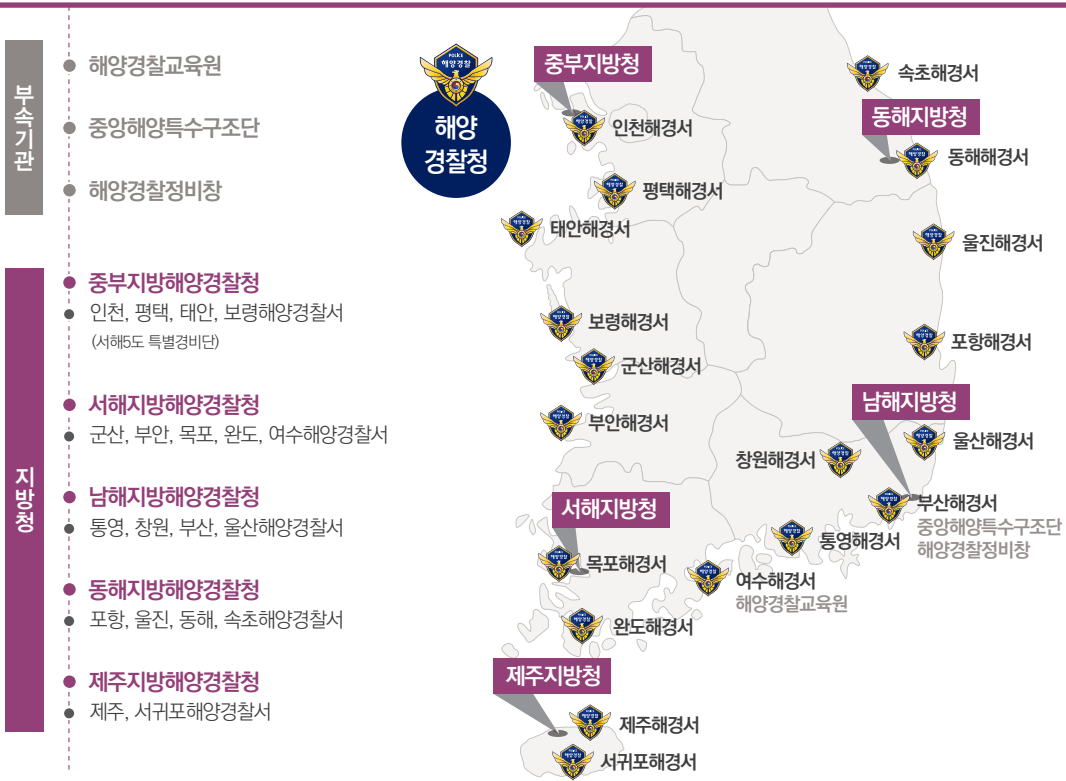 부속기관
해양경찰교육원
중앙해양특수구조단
해양경찰정비창
지방청
중부지방해양경찰청
인천, 평택, 태안, 보령해양경찰서
(서해5도 특별경비단)
서해지방해양경찰청
군산, 부안, 목포, 완도, 여수해양경찰서
남해지방해양경찰청
통영, 창원, 부산, 울산해양경찰서
동해지방해양경찰청
포항, 울진, 동해, 속초해양경찰서
제주지방해양경찰청
제주, 서귀포해양경찰서
POLICE
해양경찰
해양
경찰청
중부지방청
인천해경서
평택해경서
태안해경서
보령해경서
군산해경서
부안해경서
서해지방청
목포해경서
완도해경서
제주지방청
제주해경서
서귀포해경서
속초해경서
동해지방청
동해해경서
울진해경서
포항해경서
남해지방청
울산해경서
창원해경서
부산해경서
중앙해양특수구조단
해양경찰정비창
통영해경서
여수해경서
해양경찰교육원